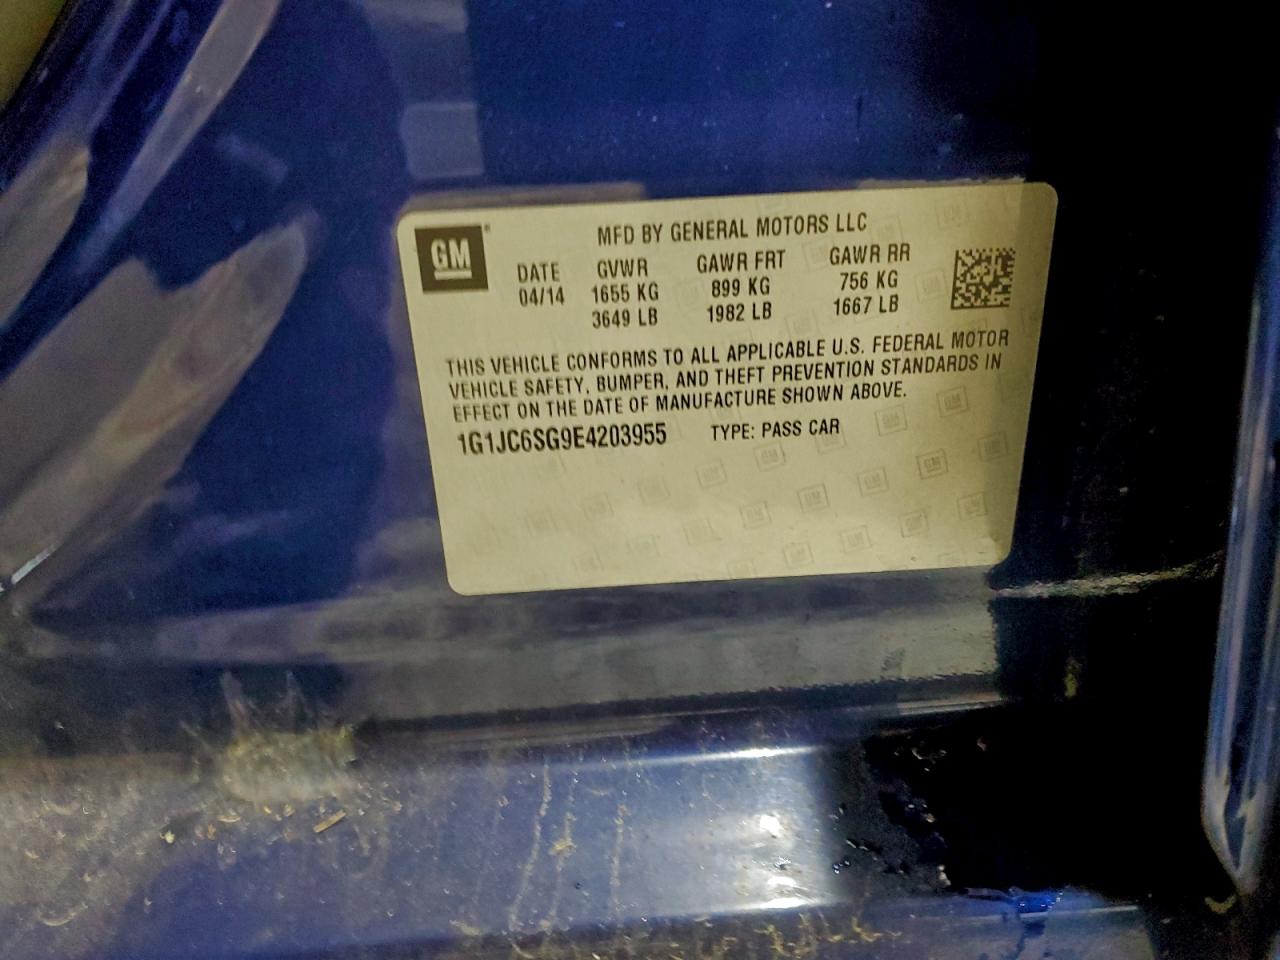 GM
MFD BY GENERAL MOTORS LLC
DATE GVWR GAWR FRT GAWR RR
04/14 1655 KG 899 KG 756 KG
3649 LB 1982 LB 1667 LB
THIS VEHICLE CONFORMS TO ALL APPLICABLE U.S. FEDERAL MOTOR
VEHICLE SAFETY, BUMPER, AND THEFT PREVENTION STANDARDS IN
EFFECT ON THE DATE OF MANUFACTURE SHOWN ABOVE.
1G1JC6SG9E4203955 TYPE: PASS CAR